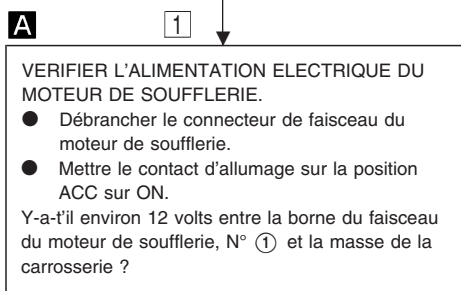 A
1
VERIFIER L'ALIMENTATION ELECTRIQUE DU
MOTEUR DE SOUFFLERIE.
● Débrancher le connecteur de faisceau du
moteur de soufflerie.
● Mettre le contact d'allumage sur la position
ACC sur ON.
Y-a-t'il environ 12 volts entre la borne du faisceau
du moteur de soufflerie, N° ① et la masse de la
carrosserie ?